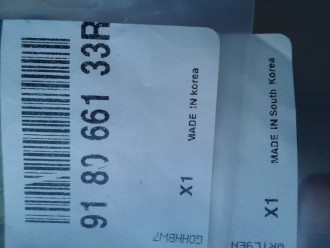 91 80 661 33R
MADE IN korea
X1
GOHHBW7
MADE IN South Korea
X1